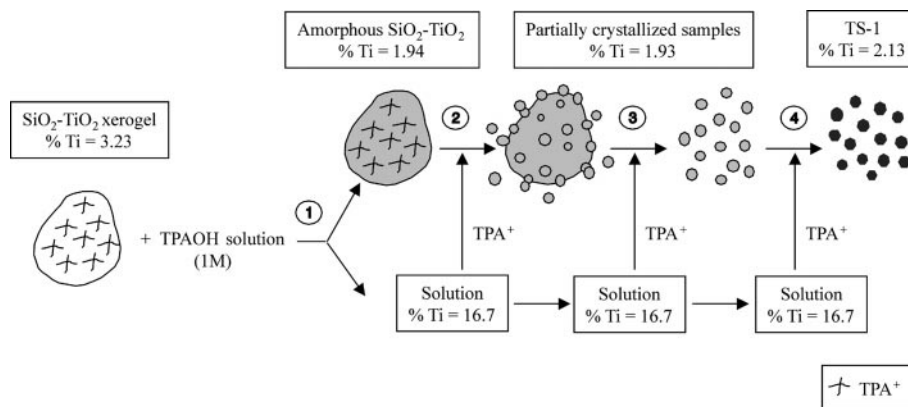 Amorphous SiO₂-TiO₂
% Ti = 1.94
Partially crystallized samples
% Ti = 1.93
TS-1
% Ti = 2.13
SiO₂-TiO₂ xerogel
% Ti = 3.23
1
2
3
4
+ TPAOH solution
(1M)
TPA⁺
TPA⁺
TPA⁺
Solution
% Ti = 16.7
Solution
% Ti = 16.7
Solution
% Ti = 16.7
TPA⁺